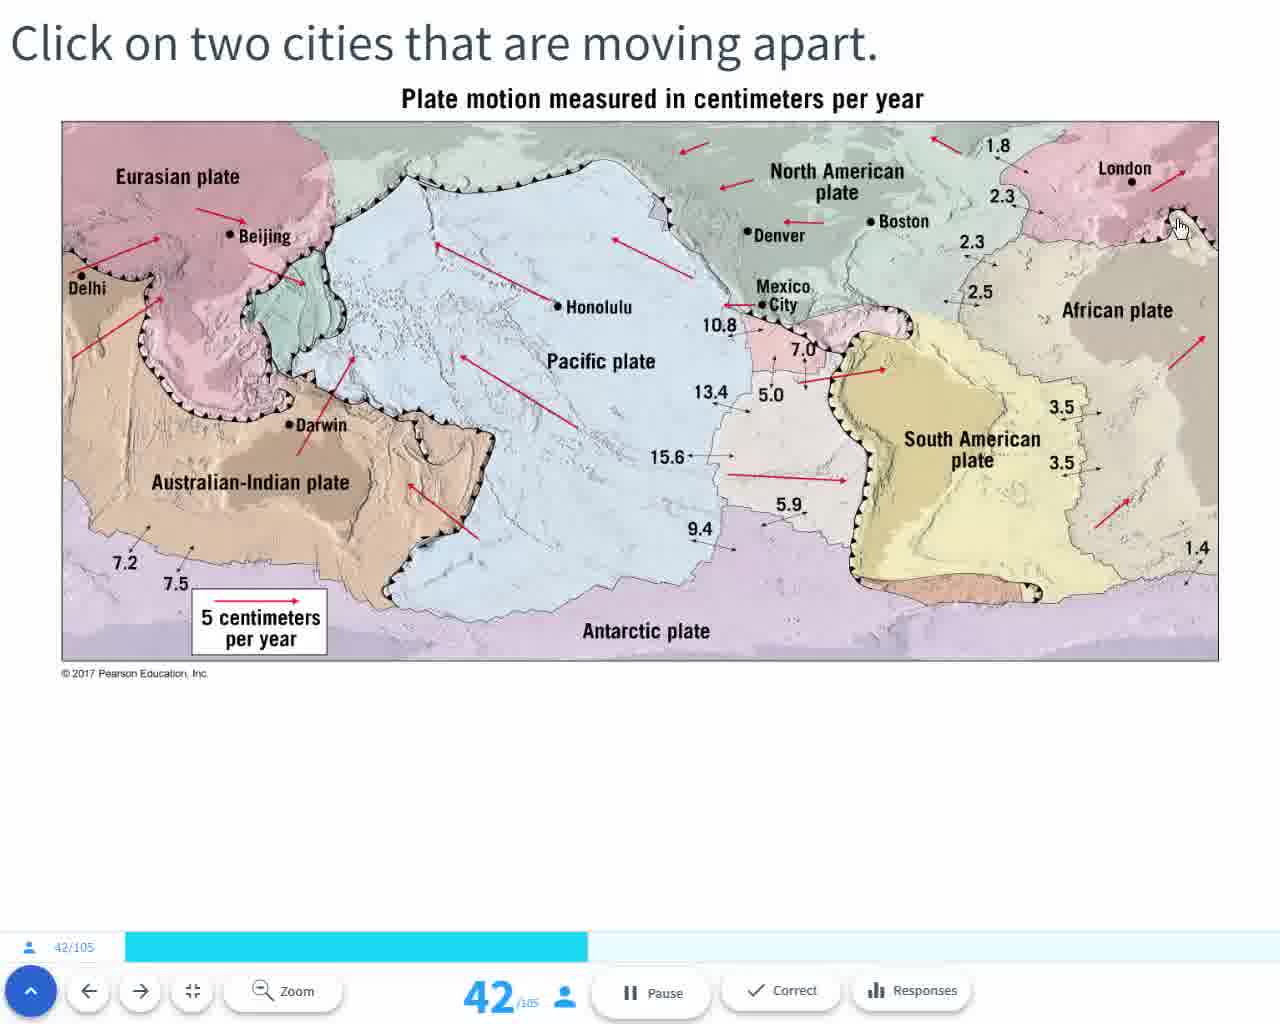 Click on two cities that are moving apart.
Plate motion measured in centimeters per year
Eurasian plate
Beijing
Delhi
North American
plate
Denver
Boston
Mexico
City
Honolulu
Pacific plate
London
African plate
1.8
2.3
2.3
2.5
10.8
7.0
5.0
13.4
15.6
5.9
9.4
3.5
3.5
1.4
Darwin
Australian-Indian plate
South American
plate
7.2
7.5
5 centimeters
per year
Antarctic plate
© 2017 Pearson Education, Inc.
42/105
Zoom
42/105
Pause
Correct
Responses